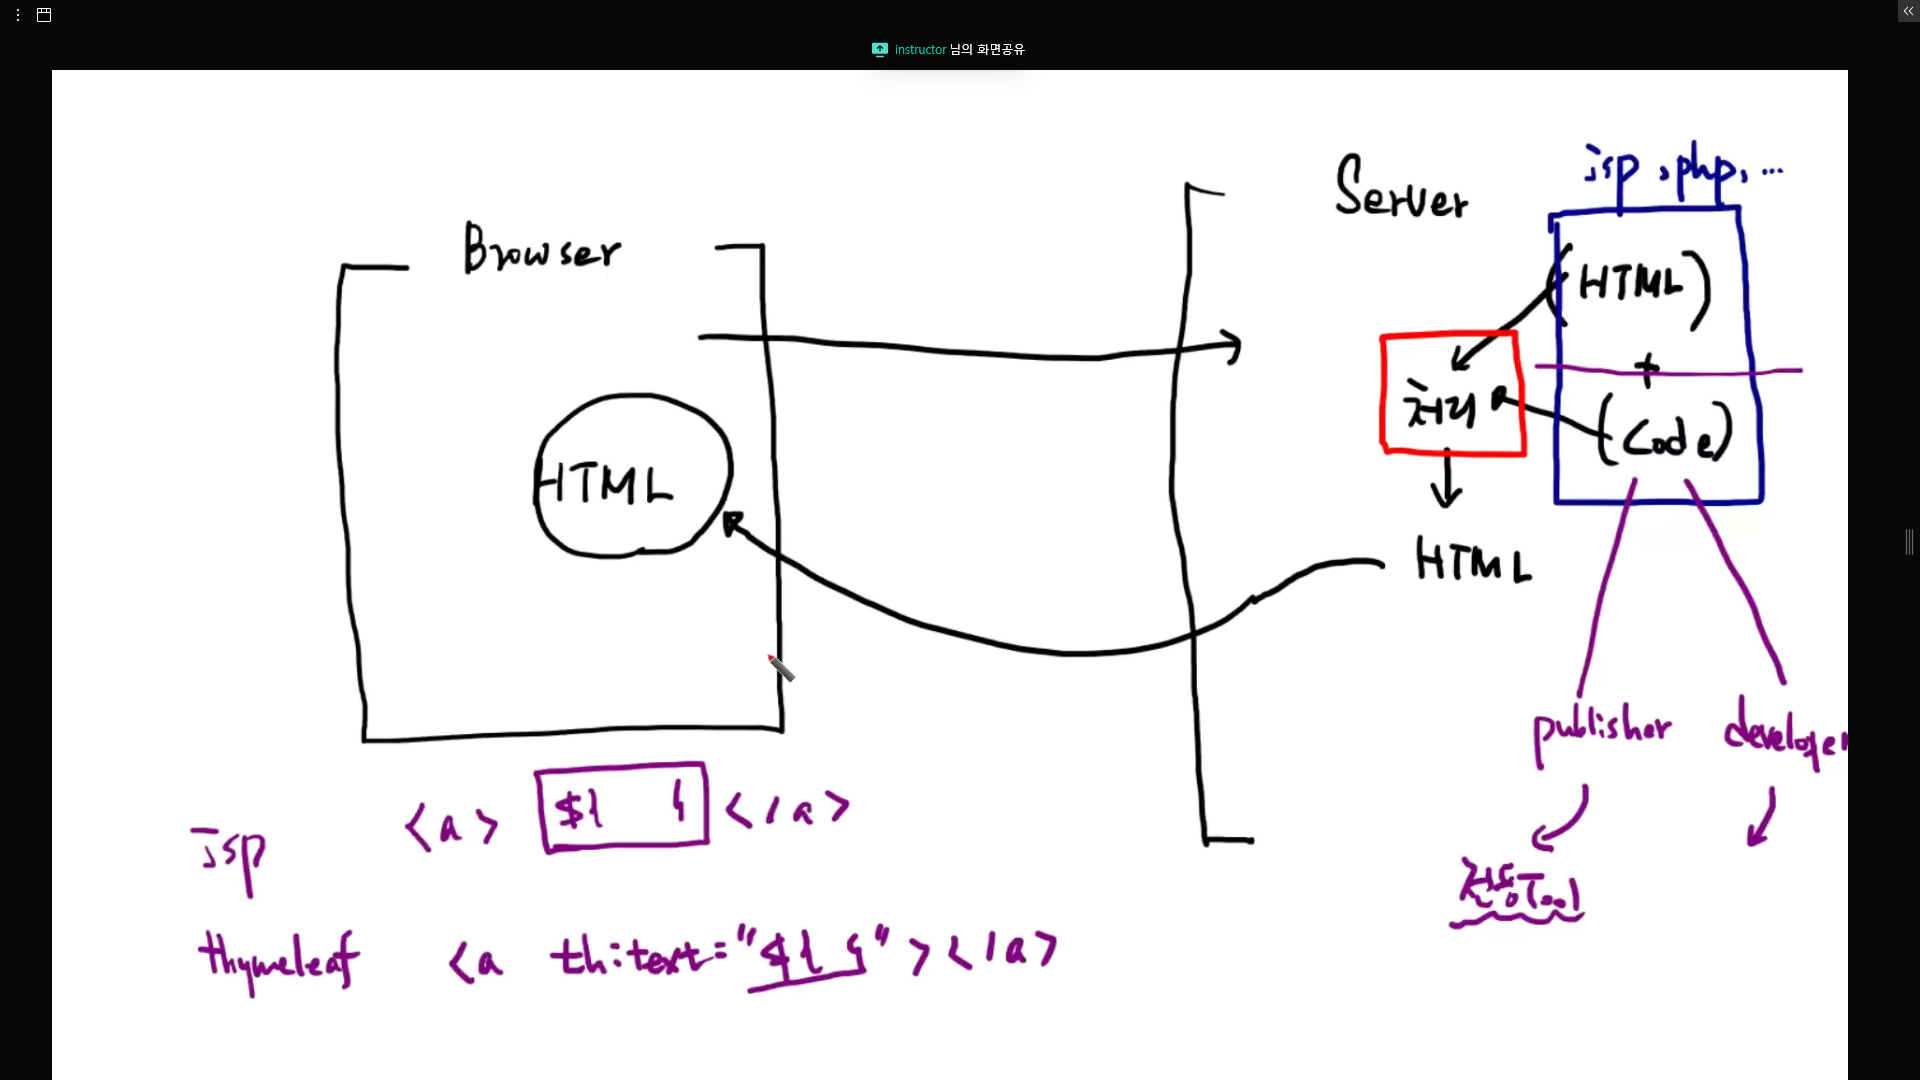 instructor 님의 화면공유
jsp , php, ...
Server
Browser
(HTML)
+
처리
(Code)
HTML
HTML
publisher
developer
jsp <a> ${ } </a>
전용Tool
thymeleaf <a th:text="${ }"></a>